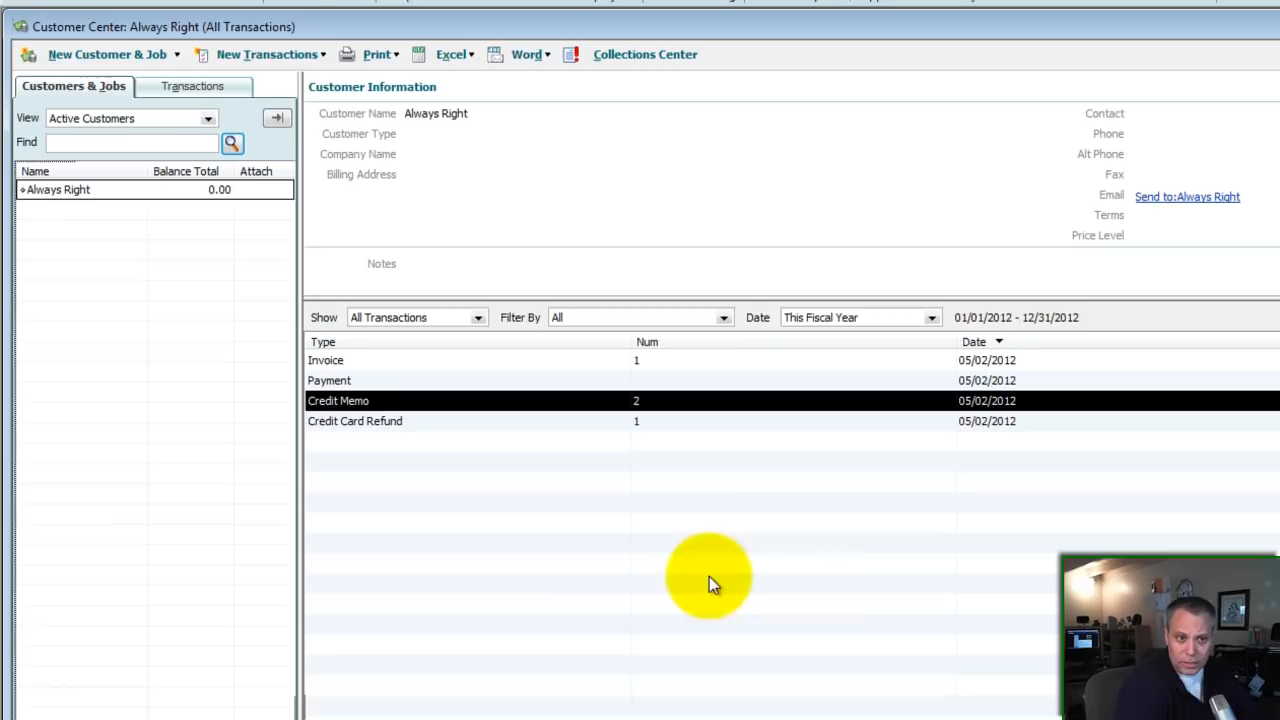 Customer Center: Always Right (All Transactions)
New Customer & Job New Transactions Print Excel Word Collections Center
Customers & Jobs Transactions
View Active Customers
Find
Name Balance Total Attach
Always Right 0.00
Customer Information
Customer Name Always Right
Customer Type
Company Name
Billing Address
Contact
Phone
Alt Phone
Fax
Email Send to:Always Right
Terms
Price Level
Notes
Show All Transactions Filter By All Date This Fiscal Year 01/01/2012 - 12/31/2012
Type Num Date
Invoice 1 05/02/2012
Payment 05/02/2012
Credit Memo 2 05/02/2012
Credit Card Refund 1 05/02/2012